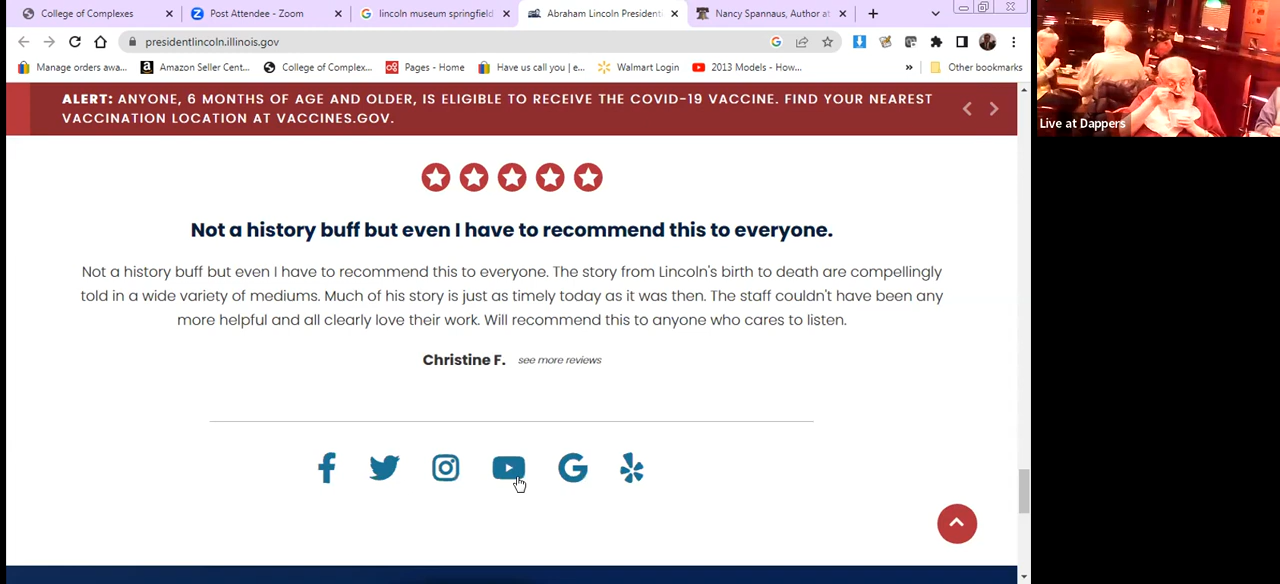 College of Complexes
Post Attendee - Zoom
lincoln museum springfield
Abraham Lincoln President
Nancy Spannaus, Author at
presidentlincoln.illinois.gov
Manage orders awa...
Amazon Seller Cent...
College of Complex...
Pages - Home
Have us call you | e...
Walmart Login
2013 Models - How...
»
Other bookmarks
ALERT: ANYONE, 6 MONTHS OF AGE AND OLDER, IS ELIGIBLE TO RECEIVE THE COVID-19 VACCINE. FIND YOUR NEAREST
VACCINATION LOCATION AT VACCINES.GOV.
Live at Dappers
Not a history buff but even I have to recommend this to everyone.
Not a history buff but even I have to recommend this to everyone. The story from Lincoln's birth to death are compellingly
told in a wide variety of mediums. Much of his story is just as timely today as it was then. The staff couldn't have been any
more helpful and all clearly love their work. Will recommend this to anyone who cares to listen.
Christine F. see more reviews